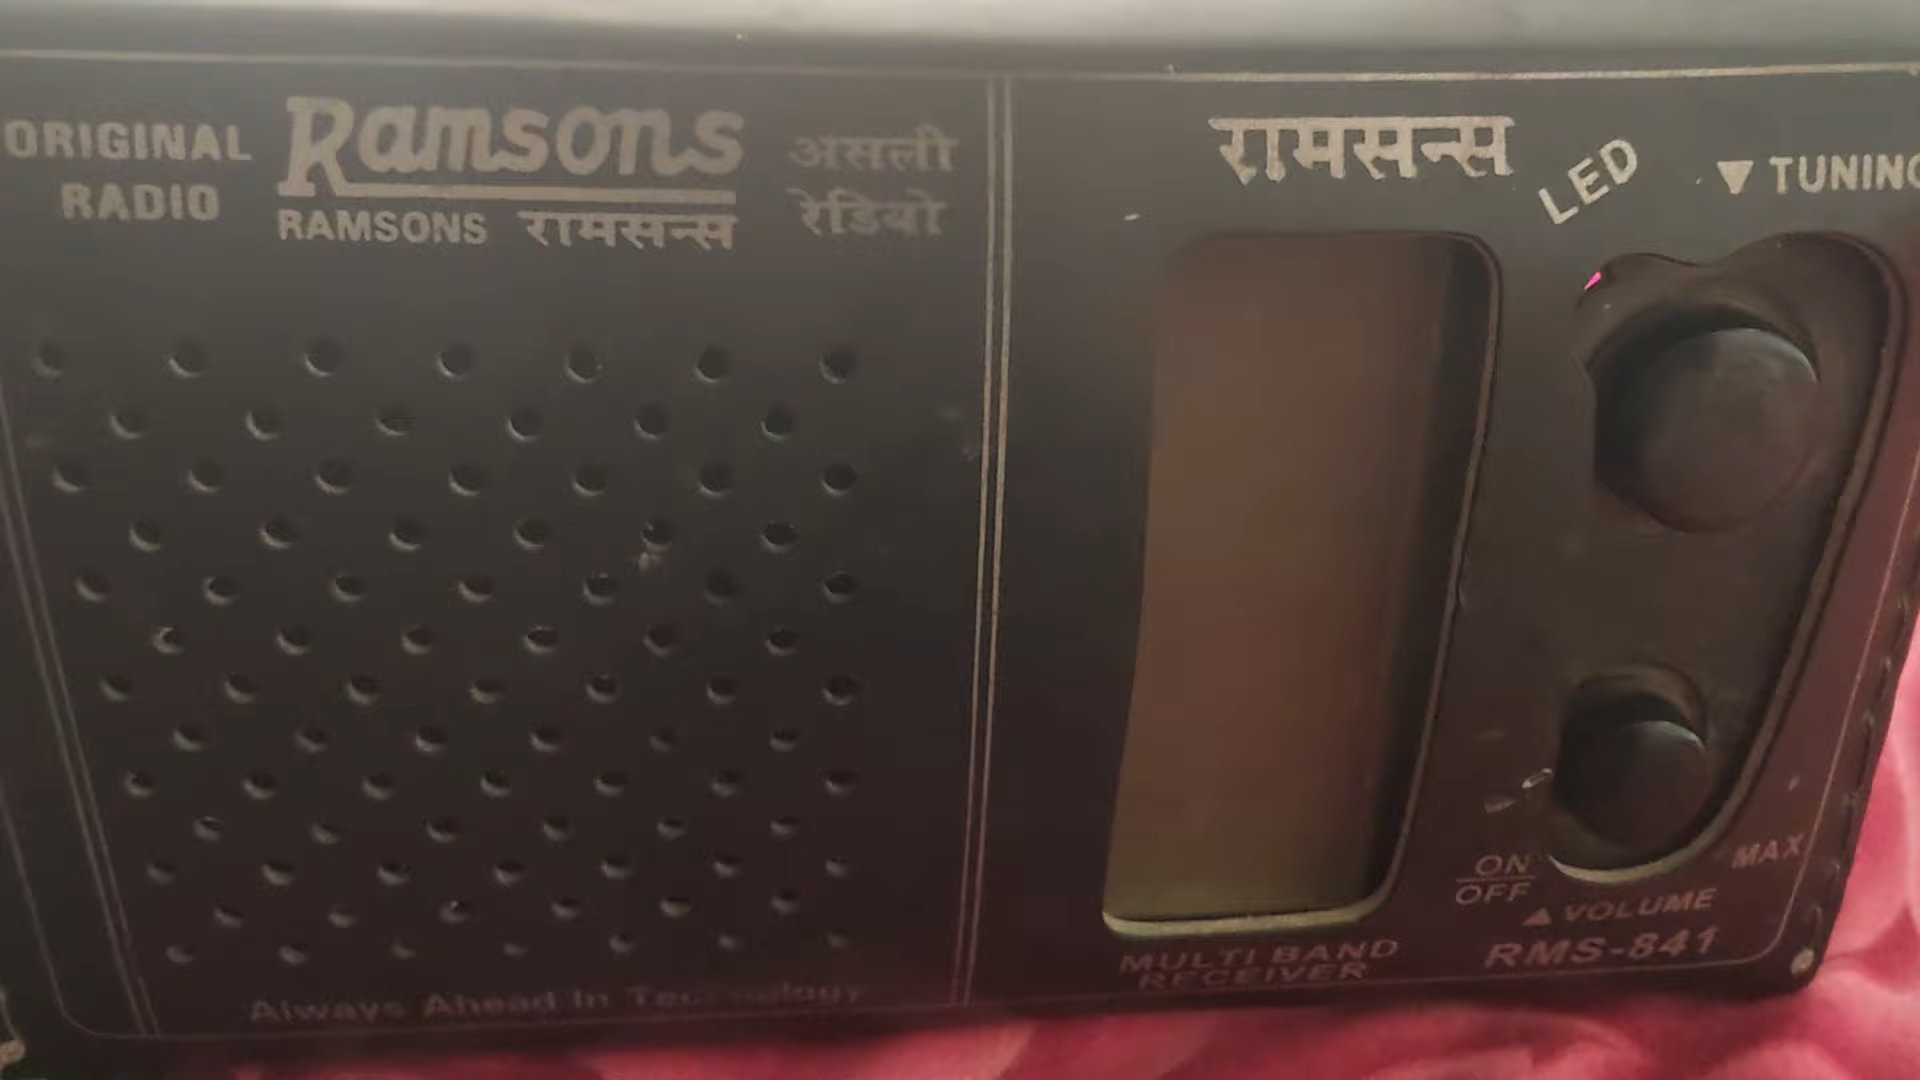 ORIGINAL
RADIO
Ramsons
RAMSONS रामसन्स
असली
रेडियो
रामसन्स
LED
▼ TUNING
ON
OFF
MAX
▲ VOLUME
RMS-841
MULTI BAND
RECEIVER
Always Ahead In